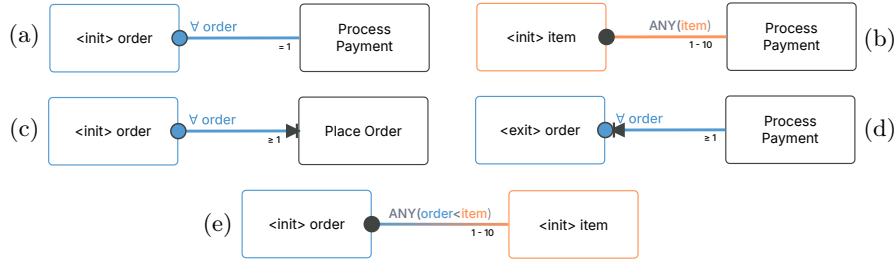 (a)
<init> order
∀ order
= 1
Process
Payment
<init> item
ANY(item)
1 - 10
Process
Payment
(b)
(c)
<init> order
∀ order
≥ 1
Place Order
<exit> order
∀ order
≥ 1
Process
Payment
(d)
(e)
<init> order
ANY(order<item)
1 - 10
<init> item